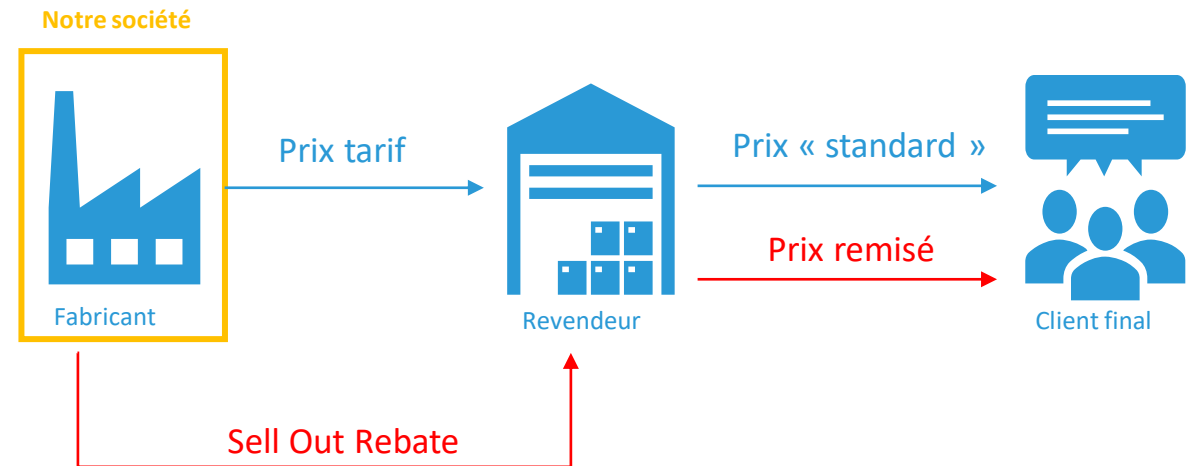 Notre société
Prix tarif
Prix « standard »
Prix remisé
Fabricant
Revendeur
Client final
Sell Out Rebate